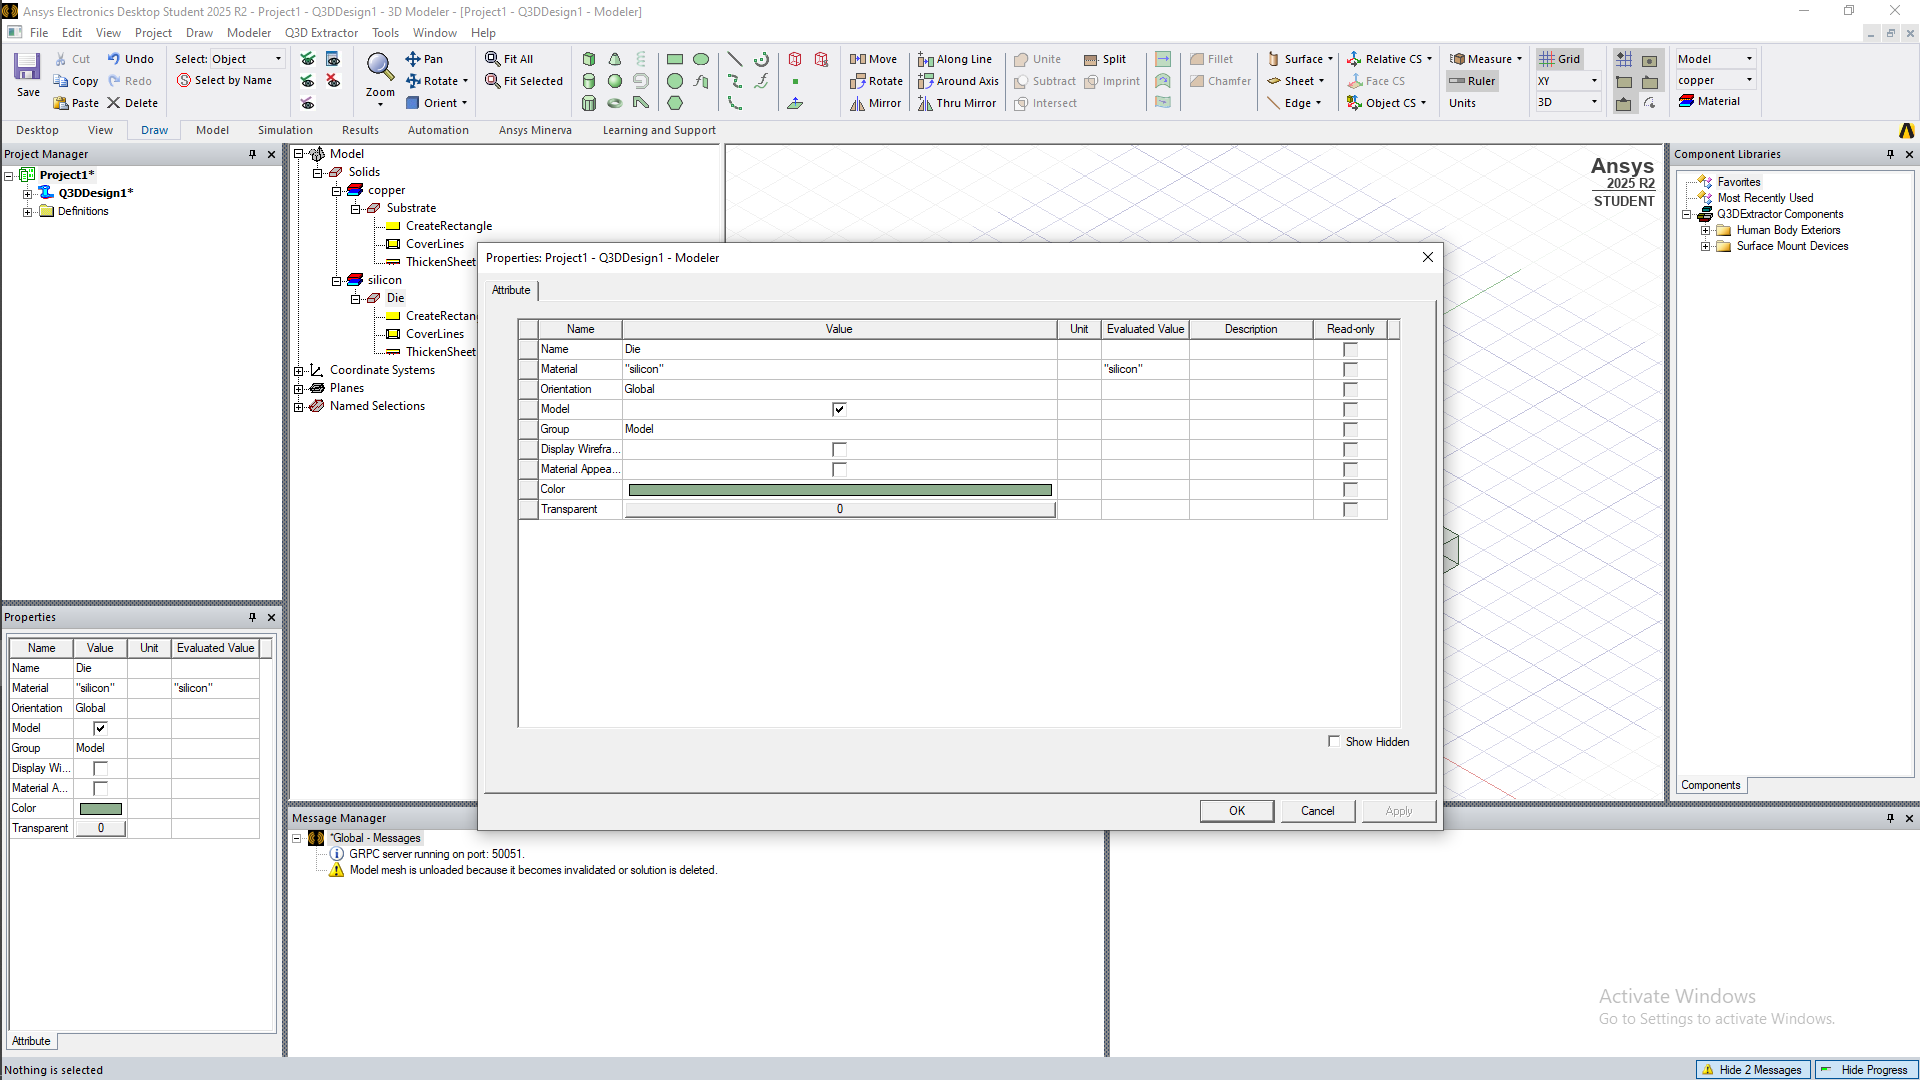 Ansys Electronics Desktop Student 2025 R2 - Project1 - Q3DDesign1 - 3D Modeler - [Project1 - Q3DDesign1 - Modeler]
File Edit View Project Draw Modeler Q3D Extractor Tools Window Help
Save
Cut Undo
Copy Redo
Paste Delete
Select: Object
Select by Name
Zoom
Pan
Rotate
Orient
Fit All
Fit Selected
Move
Rotate
Mirror
Along Line
Around Axis
Thru Mirror
Unite Split
Subtract Imprint
Intersect
Fillet
Chamfer
Surface
Sheet
Edge
Relative CS
Face CS
Object CS
Measure
Ruler
Units
Grid
XY
3D
Model
copper
Material
Desktop View Draw Model Simulation Results Automation Ansys Minerva Learning and Support
Project Manager
Project1*
Q3DDesign1*
Definitions
Model
Solids
copper
Substrate
CreateRectangle
CoverLines
ThickenSheet
silicon
Die
CreateRectan
CoverLines
ThickenSheet
Coordinate Systems
Planes
Named Selections
Ansys
2025 R2
STUDENT
Component Libraries
Favorites
Most Recently Used
Q3DExtractor Components
Human Body Exteriors
Surface Mount Devices
Components
Properties: Project1 - Q3DDesign1 - Modeler
Attribute
Name Value Unit Evaluated Value Description Read-only
Name Die
Material "silicon" "silicon"
Orientation Global
Model
Group Model
Display Wirefra...
Material Appea...
Color
Transparent 0
Show Hidden
OK Cancel Apply
Properties
Name Value Unit Evaluated Value
Name Die
Material "silicon" "silicon"
Orientation Global
Model
Group Model
Display Wi...
Material A...
Color
Transparent 0
Attribute
Message Manager
*Global - Messages
GRPC server running on port: 50051.
Model mesh is unloaded because it becomes invalidated or solution is deleted.
Activate Windows
Go to Settings to activate Windows.
Nothing is selected
Hide 2 Messages Hide Progress